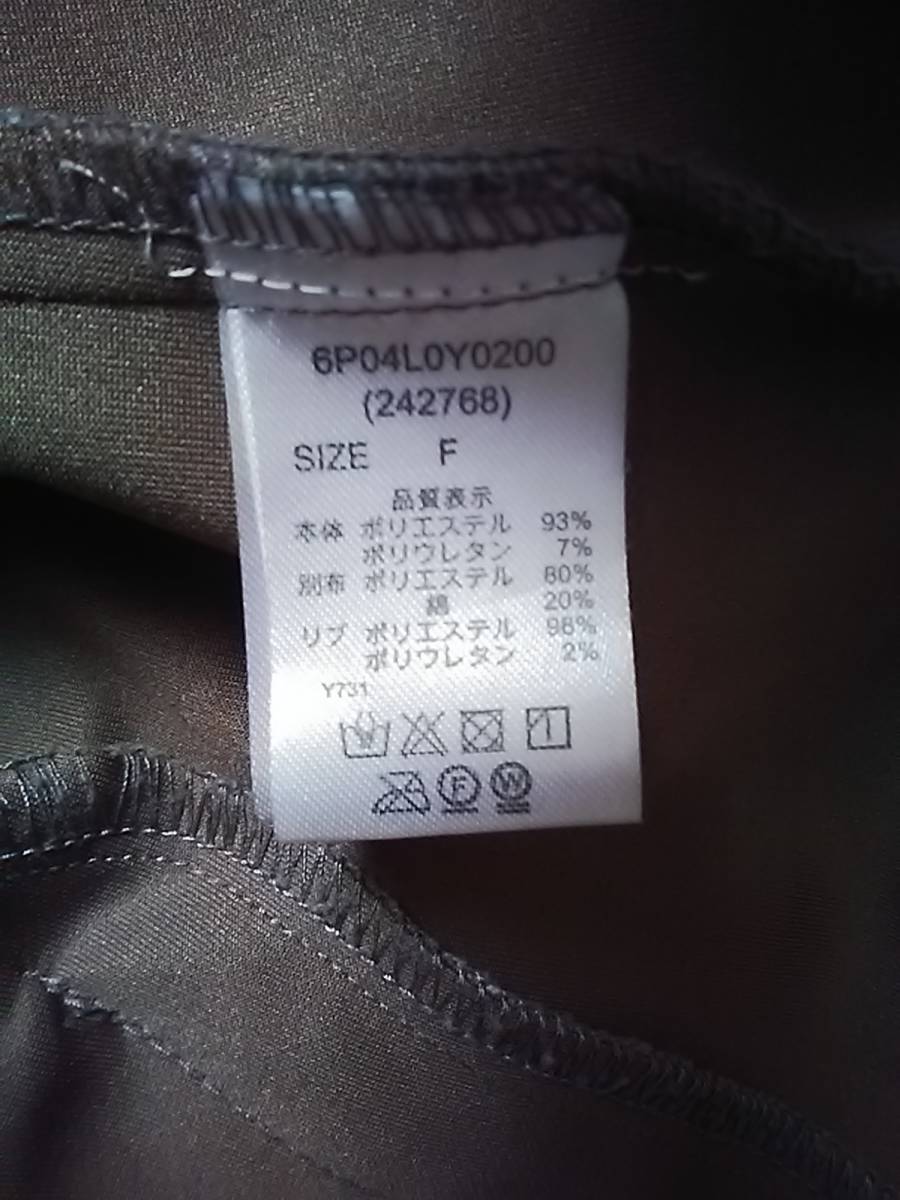 6P04L0Y0200
(242768)
SIZE F
品質表示
本体 ポリエステル 93%
ポリウレタン 7%
別布 ポリエステル 80%
綿 20%
リブ ポリエステル 98%
ポリウレタン 2%
Y731
F W